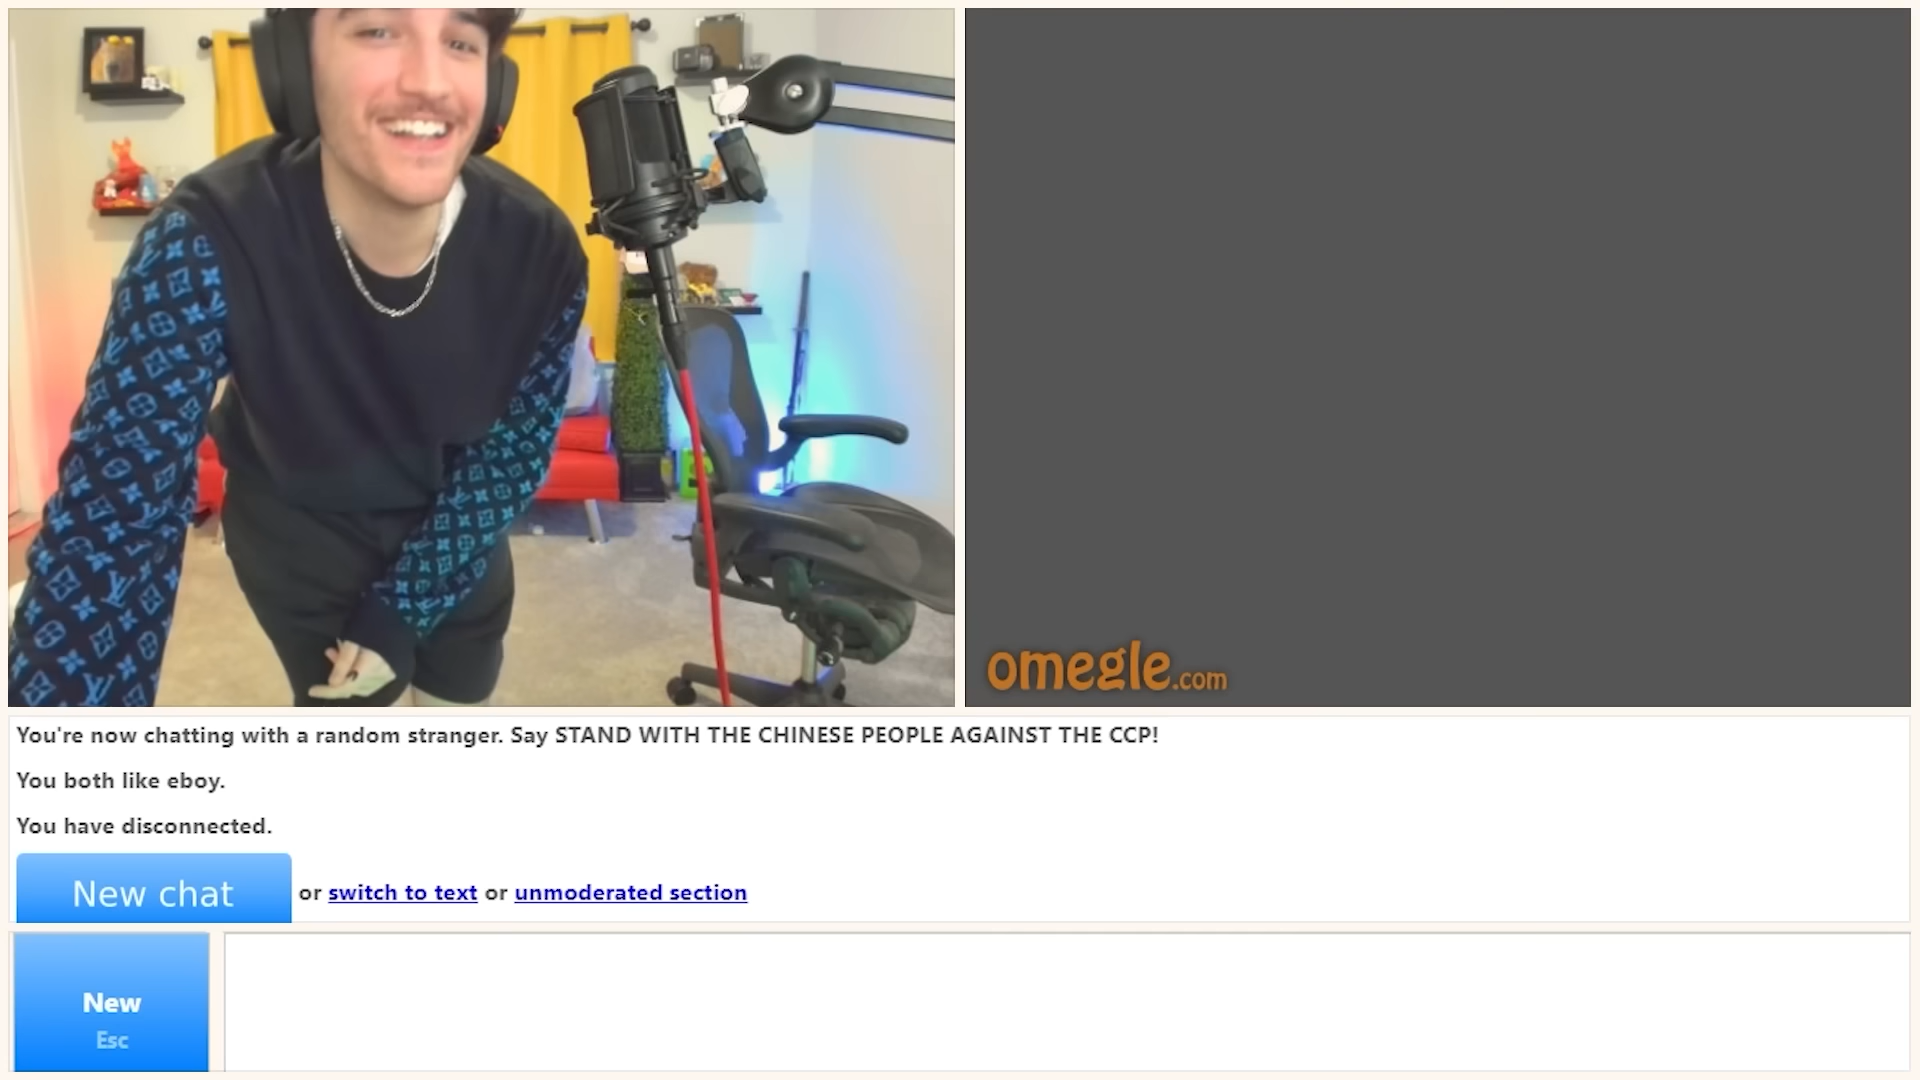 omegle.com
You're now chatting with a random stranger. Say STAND WITH THE CHINESE PEOPLE AGAINST THE CCP!
You both like eboy.
You have disconnected.
New chat or switch to text or unmoderated section
New
Esc